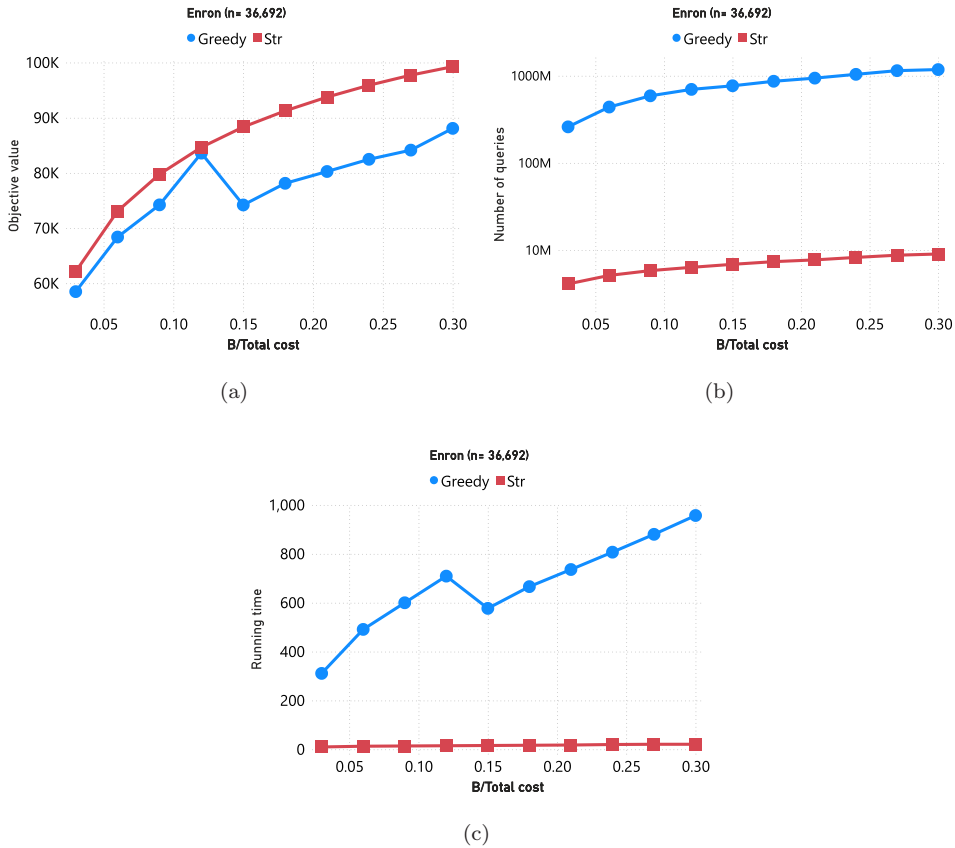 Enron (n= 36,692)
Greedy Str
Objective value
100K
90K
80K
70K
60K
0.05 0.10 0.15 0.20 0.25 0.30
B/Total cost
(a)
Enron (n= 36,692)
Greedy Str
Number of queries
1000M
100M
10M
0.05 0.10 0.15 0.20 0.25 0.30
B/Total cost
(b)
Enron (n= 36,692)
Greedy Str
Running time
1,000
800
600
400
200
0
0.05 0.10 0.15 0.20 0.25 0.30
B/Total cost
(c)